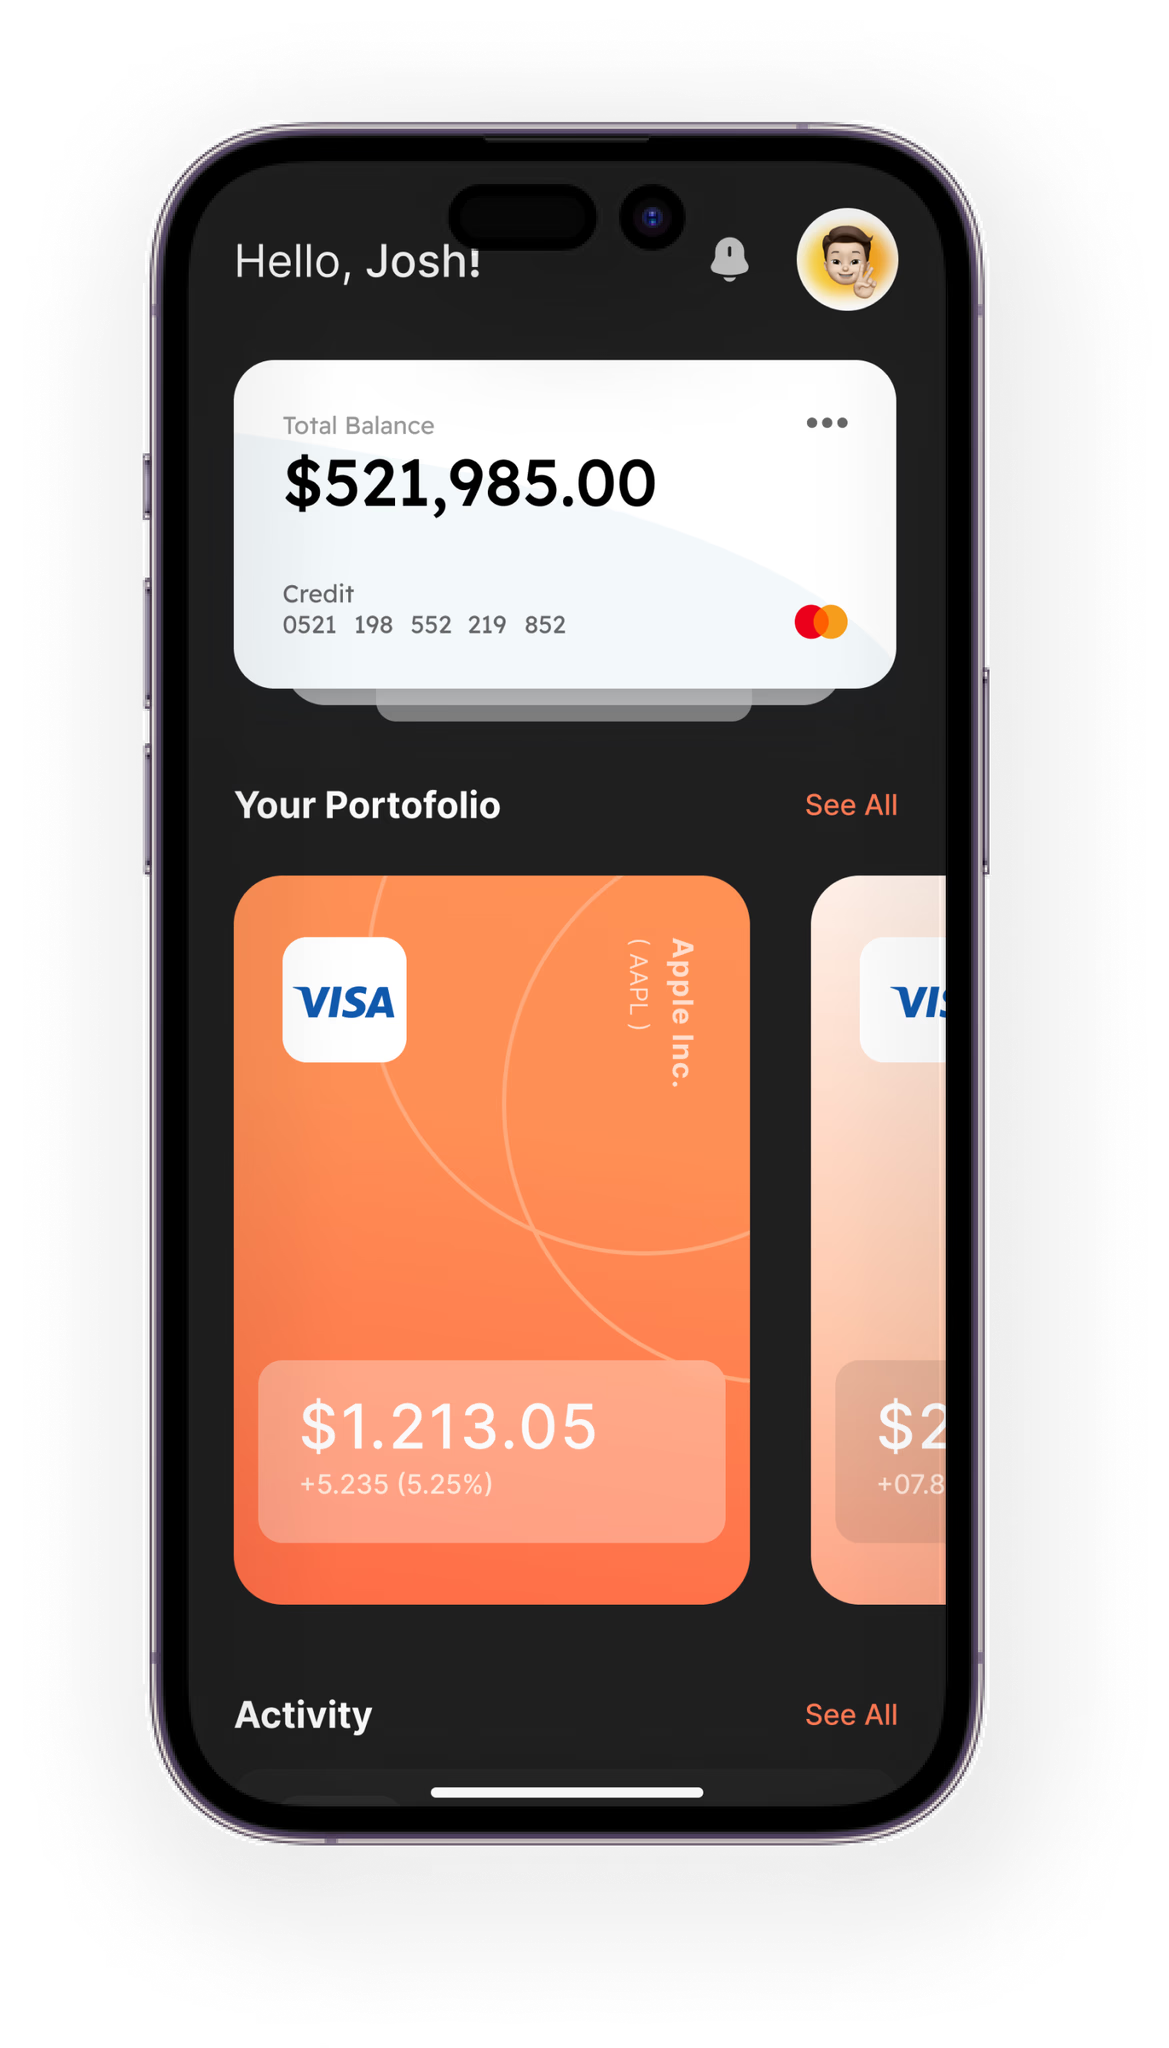 Hello, Josh!
Total Balance
$521,985.00
Credit
0521 198 552 219 852
Your Portofolio
See All
VISA
Apple Inc.
( AAPL )
$1.213.05
+5.235 (5.25%)
VIS
$2
+07.8
Activity
See All